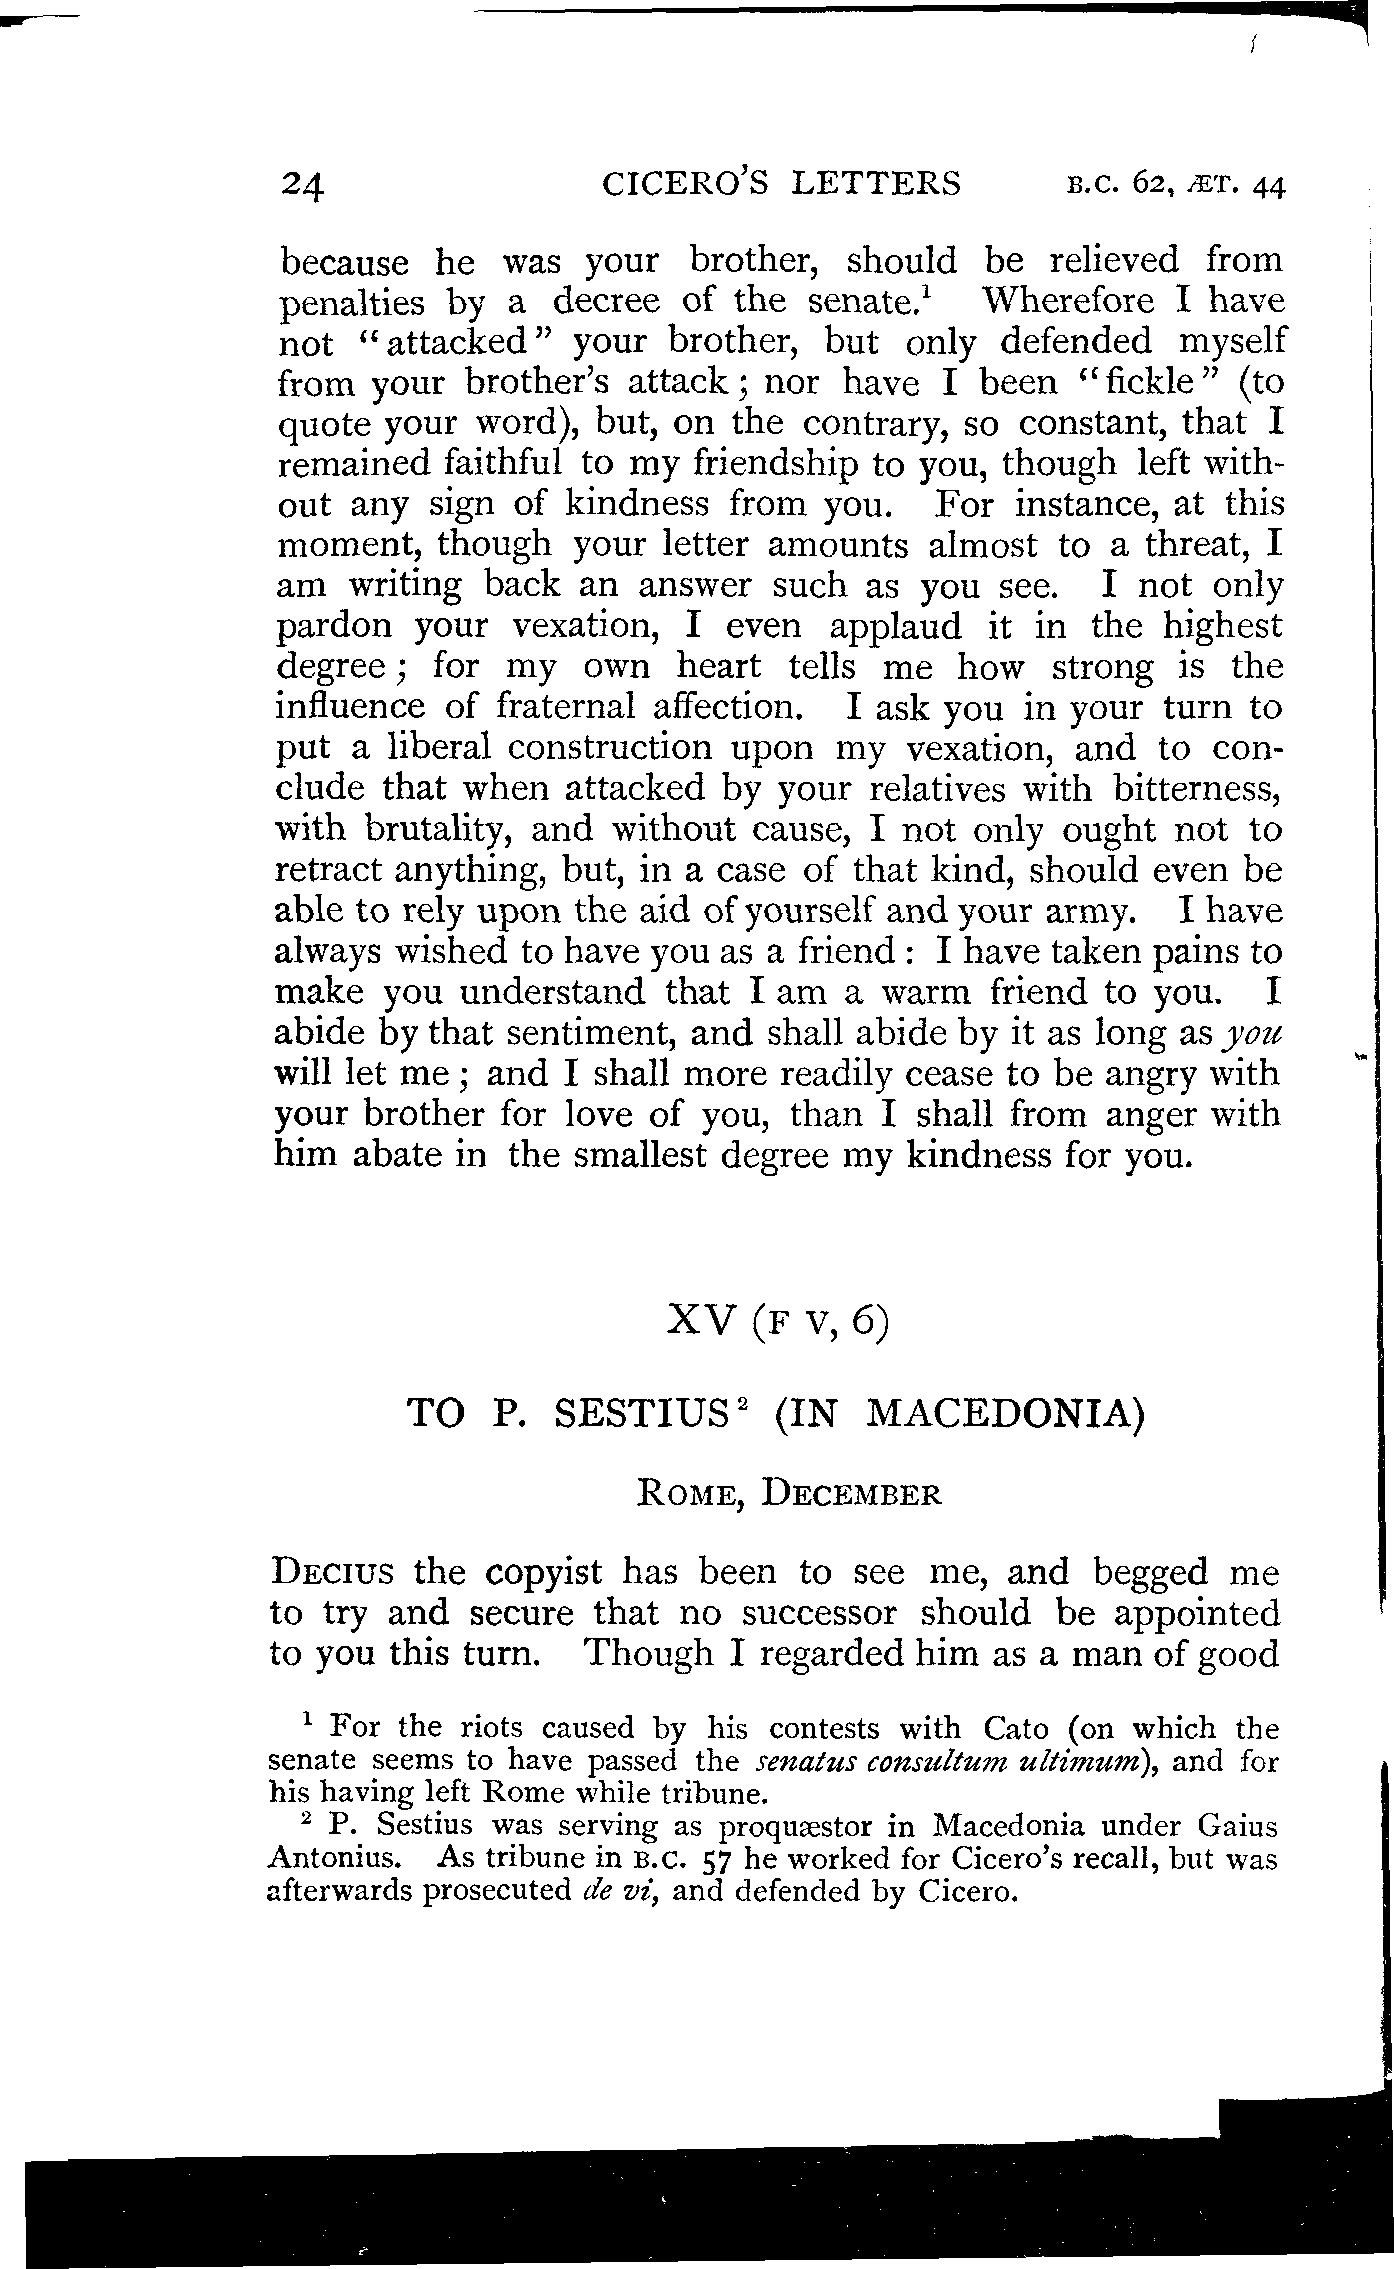 24 CICERO'S LETTERS B.C. 62, ÆT. 44
because he was your brother, should be relieved from
penalties by a decree of the senate.¹ Wherefore I have
not “attacked” your brother, but only defended myself
from your brother's attack; nor have I been “fickle” (to
quote your word), but, on the contrary, so constant, that I
remained faithful to my friendship to you, though left with-
out any sign of kindness from you. For instance, at this
moment, though your letter amounts almost to a threat, I
am writing back an answer such as you see. I not only
pardon your vexation, I even applaud it in the highest
degree; for my own heart tells me how strong is the
influence of fraternal affection. I ask you in your turn to
put a liberal construction upon my vexation, and to con-
clude that when attacked by your relatives with bitterness,
with brutality, and without cause, I not only ought not to
retract anything, but, in a case of that kind, should even be
able to rely upon the aid of yourself and your army. I have
always wished to have you as a friend: I have taken pains to
make you understand that I am a warm friend to you. I
abide by that sentiment, and shall abide by it as long as you
will let me; and I shall more readily cease to be angry with
your brother for love of you, than I shall from anger with
him abate in the smallest degree my kindness for you.
XV (F V, 6)
TO P. SESTIUS² (IN MACEDONIA)
ROME, DECEMBER
DECIUS the copyist has been to see me, and begged me
to try and secure that no successor should be appointed
to you this turn. Though I regarded him as a man of good
¹ For the riots caused by his contests with Cato (on which the
senate seems to have passed the senatus consultum ultimum), and for
his having left Rome while tribune.
² P. Sestius was serving as proquæstor in Macedonia under Gaius
Antonius. As tribune in B.C. 57 he worked for Cicero's recall, but was
afterwards prosecuted de vi, and defended by Cicero.